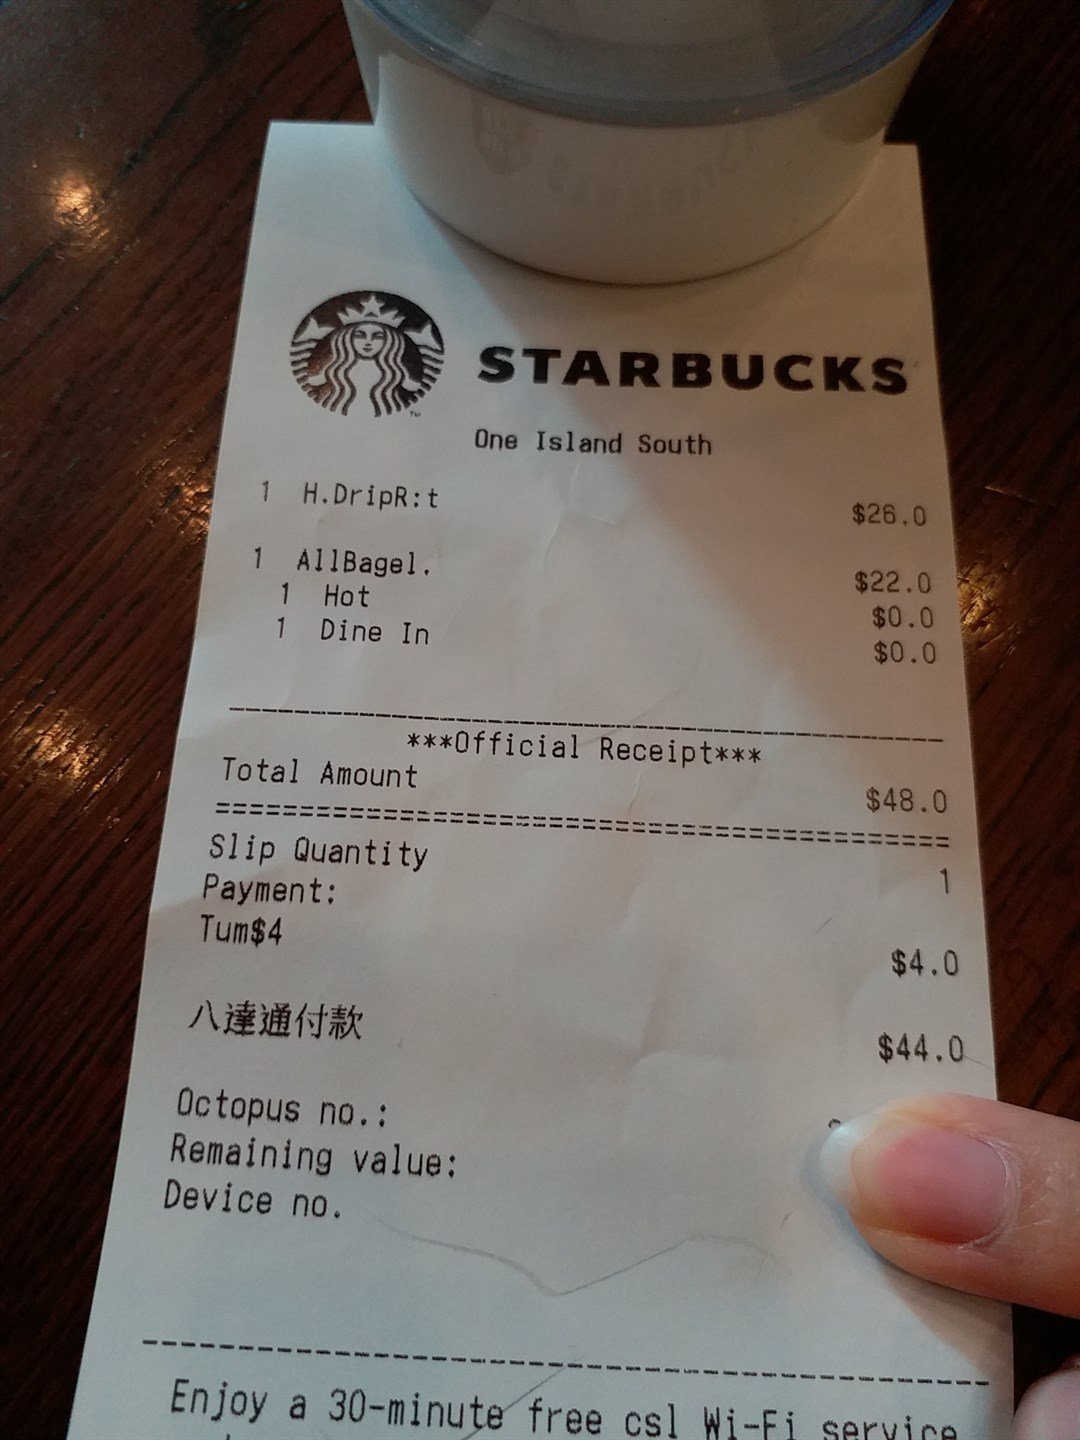 STARBUCKS
One Island South
1 H.DripR:t $26.0
1 AllBagel. $22.0
1 Hot $0.0
1 Dine In $0.0
***Official Receipt***
Total Amount $48.0
Slip Quantity 1
Payment:
Tum$4 $4.0
八達通付款 $44.0
Octopus no.:
Remaining value:
Device no.
Enjoy a 30-minute free csl Wi-Fi service